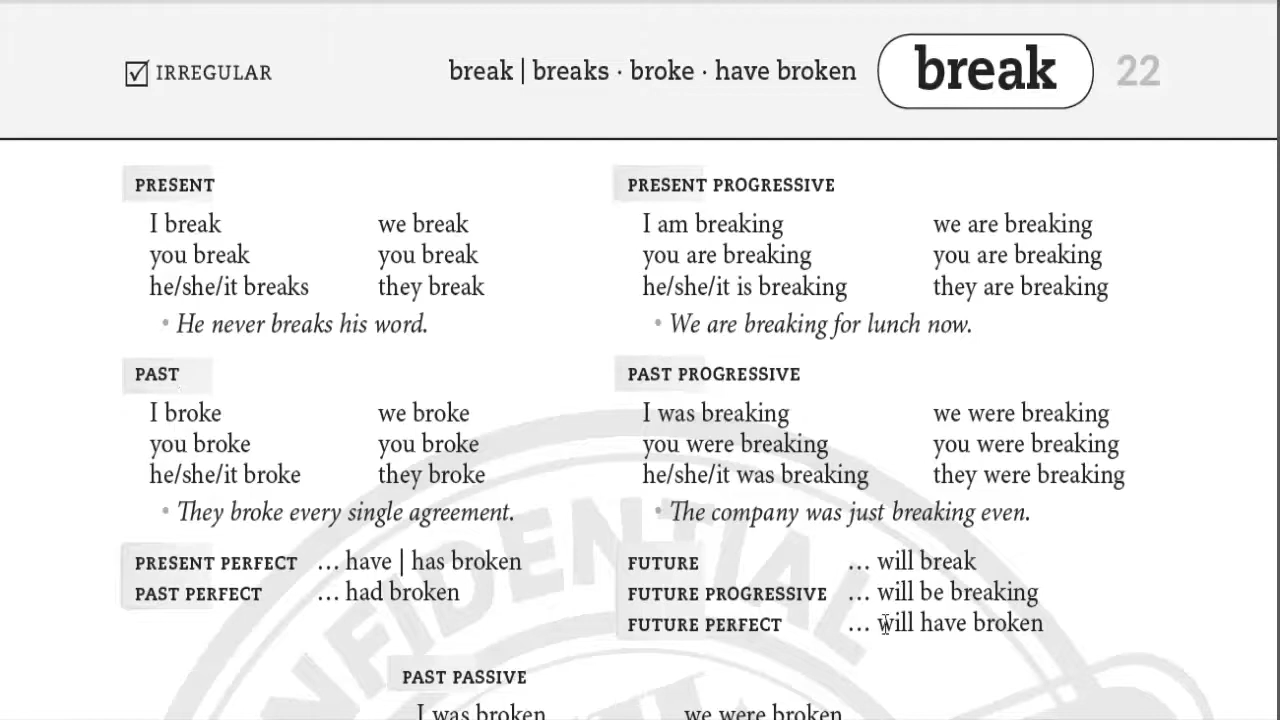 IRREGULAR
break | breaks · broke · have broken
break
22
PRESENT
I break we break
you break you break
he/she/it breaks they break
• He never breaks his word.
PRESENT PROGRESSIVE
I am breaking we are breaking
you are breaking you are breaking
he/she/it is breaking they are breaking
• We are breaking for lunch now.
PAST
I broke we broke
you broke you broke
he/she/it broke they broke
• They broke every single agreement.
PAST PROGRESSIVE
I was breaking we were breaking
you were breaking you were breaking
he/she/it was breaking they were breaking
• The company was just breaking even.
PRESENT PERFECT … have | has broken
PAST PERFECT … had broken
FUTURE … will break
FUTURE PROGRESSIVE … will be breaking
FUTURE PERFECT … will have broken
PAST PASSIVE
I was broken we were broken
NFIDENTIAL